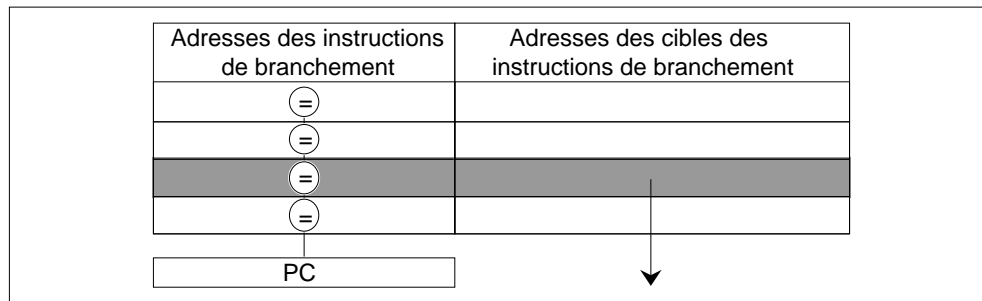 Adresses des instructions
de branchement
Adresses des cibles des
instructions de branchement
=
=
=
=
PC